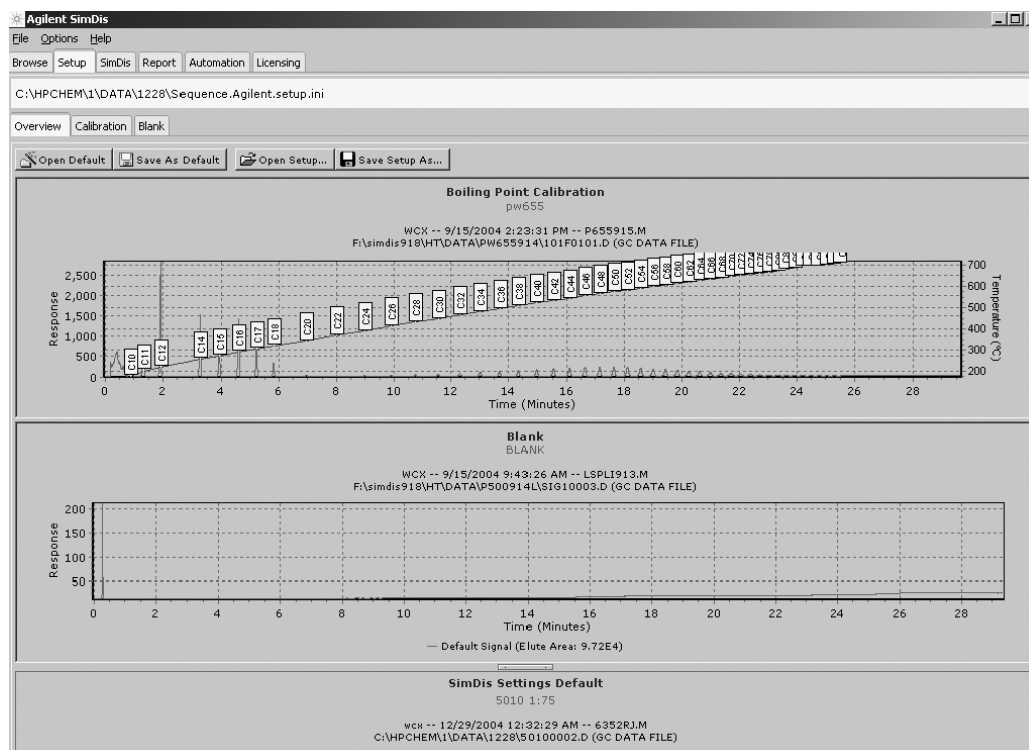 Agilent SimDis
File Options Help
Browse Setup SimDis Report Automation Licensing
C:\HPCHEM\1\DATA\1228\Sequence.Agilent.setup.ini
Overview Calibration Blank
Open Default Save As Default Open Setup... Save Setup As...
Boiling Point Calibration
pw655
WCX -- 9/15/2004 2:23:31 PM -- P655915.M
F:\simdis918\HT\DATA\PW655914\101F0101.D (GC DATA FILE)
Response
2,500
2,000
1,500
1,000
500
0
C10 C11 C12 C14 C15 C16 C17 C18 C20 C22 C24 C26 C28 C30 C32 C34 C36 C38 C40 C42 C44 C46 C48 C50 C52 C54 C56 C58 C60 C62 C64 C66 C68 C70 C72
700
600
500
400
300
200
Temperature (°C)
0 2 4 6 8 10 12 14 16 18 20 22 24 26 28
Time (Minutes)
Blank
BLANK
WCX -- 9/15/2004 9:43:26 AM -- LSPLI913.M
F:\simdis918\HT\DATA\P500914L\SIG10003.D (GC DATA FILE)
Response
200
150
100
50
0 2 4 6 8 10 12 14 16 18 20 22 24 26 28
Time (Minutes)
— Default Signal (Elute Area: 9.72E4)
SimDis Settings Default
5010 1:75
wcx -- 12/29/2004 12:32:29 AM -- 6352RJ.M
C:\HPCHEM\1\DATA\1228\50100002.D (GC DATA FILE)